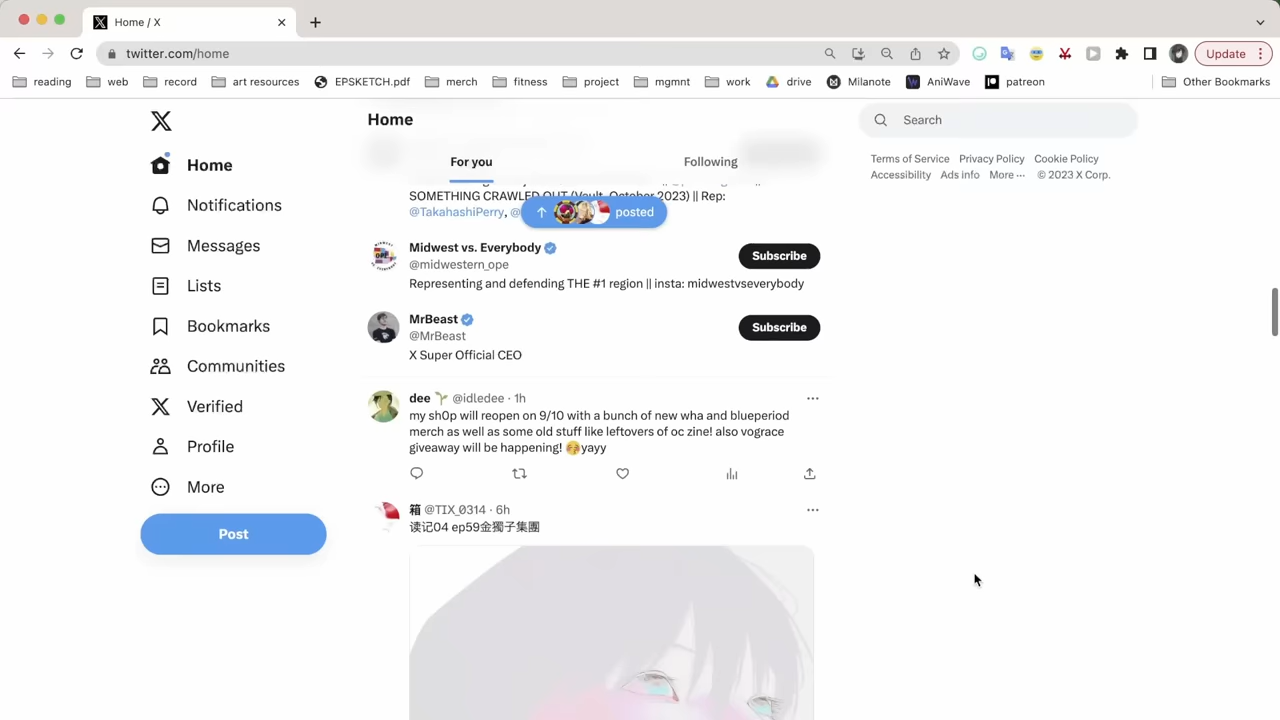 Home / X
twitter.com/home
Update
reading
web
record
art resources
EPSKETCH.pdf
merch
fitness
project
mgmnt
work
drive
Milanote
AniWave
patreon
Other Bookmarks
Home
Notifications
Messages
Lists
Bookmarks
Communities
Verified
Profile
More
Post
Home
For you
Following
SOMETHING CRAWLED OUT (Vault, October 2023) || Rep:
@TakahashiPerry,
posted
Midwest vs. Everybody
@midwestern_ope
Subscribe
Representing and defending THE #1 region || insta: midwestvseverybody
MrBeast
@MrBeast
Subscribe
X Super Official CEO
dee @idledee · 1h
my sh0p will reopen on 9/10 with a bunch of new wha and blueperiod
merch as well as some old stuff like leftovers of oc zine! also vograce
giveaway will be happening! 😚yayy
箱 @TIX_0314 · 6h
读记04 ep59金獨子集團
Search
Terms of Service Privacy Policy Cookie Policy
Accessibility Ads info More ··· © 2023 X Corp.